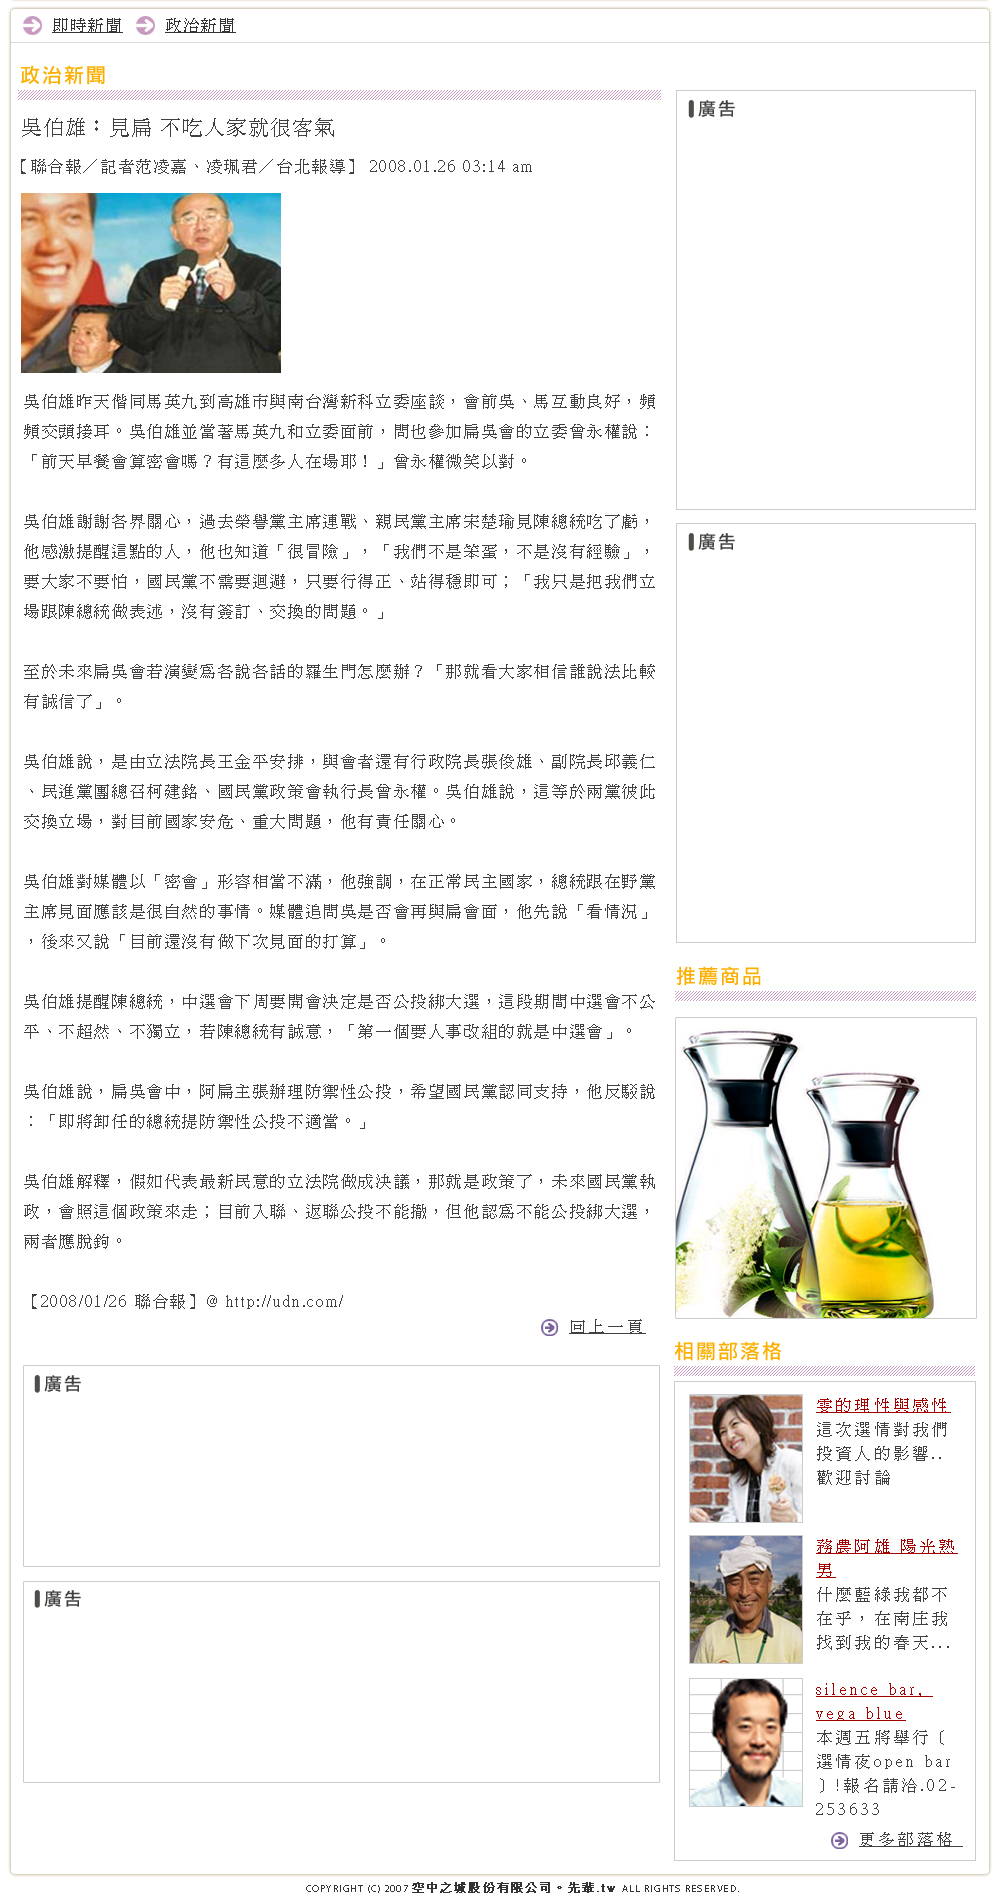 即時新聞 政治新聞
政治新聞
吳伯雄：見扁 不吃人家就很客氣
【聯合報／記者范凌嘉、凌珮君／台北報導】 2008.01.26 03:14 am
吳伯雄昨天偕同馬英九到高雄市與南台灣新科立委座談，會前吳、馬互動良好，頻
頻交頭接耳。吳伯雄並當著馬英九和立委面前，問也參加扁吳會的立委曾永權說：
「前天早餐會算密會嗎？有這麼多人在場耶！」曾永權微笑以對。
吳伯雄謝謝各界關心，過去榮譽黨主席連戰、親民黨主席宋楚瑜見陳總統吃了虧，
他感激提醒這點的人，他也知道「很冒險」，「我們不是笨蛋，不是沒有經驗」，
要大家不要怕，國民黨不需要迴避，只要行得正、站得穩即可；「我只是把我們立
場跟陳總統做表述，沒有簽訂、交換的問題。」
至於未來扁吳會若演變為各說各話的羅生門怎麼辦？「那就看大家相信誰說法比較
有誠信了」。
吳伯雄說，是由立法院長王金平安排，與會者還有行政院長張俊雄、副院長邱義仁
、民進黨團總召柯建銘、國民黨政策會執行長曾永權。吳伯雄說，這等於兩黨彼此
交換立場，對目前國家安危、重大問題，他有責任關心。
吳伯雄對媒體以「密會」形容相當不滿，他強調，在正常民主國家，總統跟在野黨
主席見面應該是很自然的事情。媒體追問吳是否會再與扁會面，他先說「看情況」
，後來又說「目前還沒有做下次見面的打算」。
吳伯雄提醒陳總統，中選會下周要開會決定是否公投綁大選，這段期間中選會不公
平、不超然、不獨立，若陳總統有誠意，「第一個要人事改組的就是中選會」。
吳伯雄說，扁吳會中，阿扁主張辦理防禦性公投，希望國民黨認同支持，他反駁說
：「即將卸任的總統提防禦性公投不適當。」
吳伯雄解釋，假如代表最新民意的立法院做成決議，那就是政策了，未來國民黨執
政，會照這個政策來走；目前入聯、返聯公投不能撤，但他認為不能公投綁大選，
兩者應脫鉤。
【2008/01/26 聯合報】@ http://udn.com/
回上一頁
廣告
廣告
廣告
廣告
推薦商品
相關部落格
雯的理性與感性
這次選情對我們
投資人的影響..
歡迎討論
務農阿雄 陽光熟
男
什麼藍綠我都不
在乎，在南庄我
找到我的春天...
silence bar,
vega blue
本週五將舉行〔
選情夜open bar
〕!報名請洽.02-
253633
更多部落格
COPYRIGHT (C) 2007 空中之城股份有限公司。先輩.tw ALL RIGHTS RESERVED.